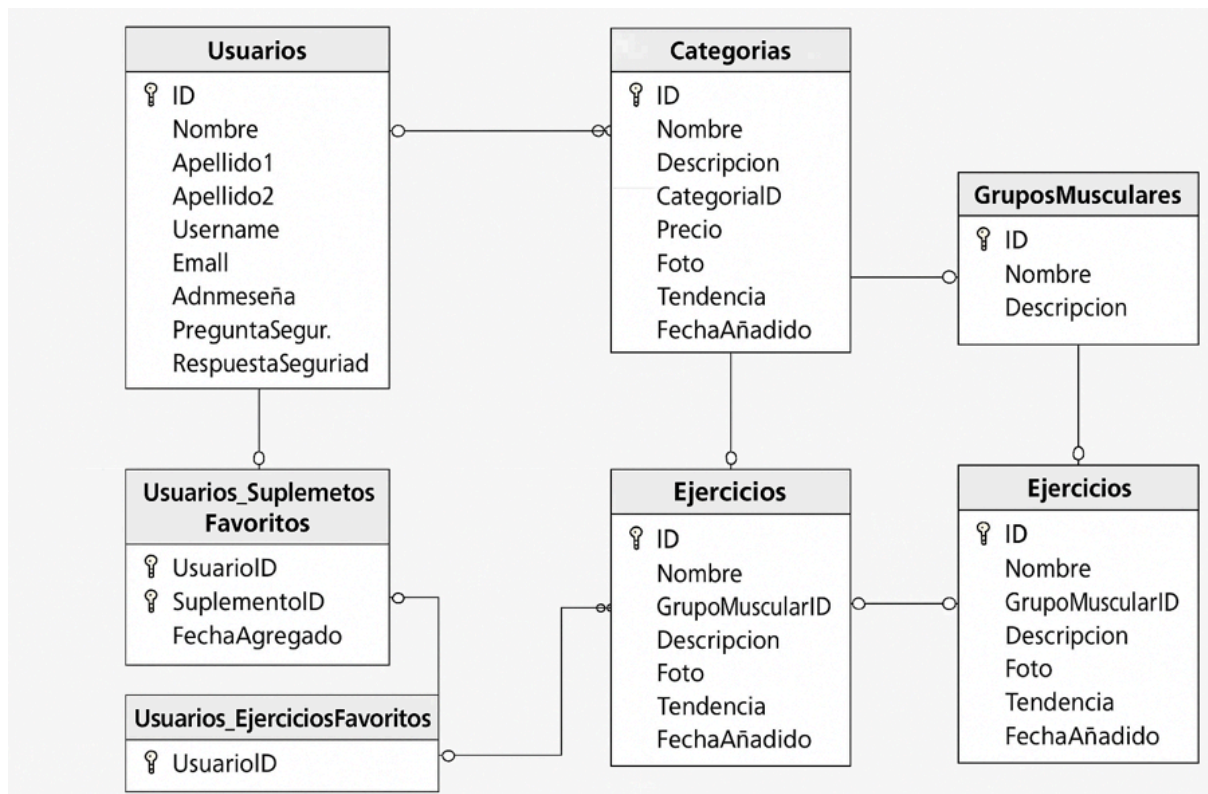 Usuarios
ID
Nombre
Apellido1
Apellido2
Username
Emall
Adnmeseña
PreguntaSegur.
RespuestaSeguriad
Categorias
ID
Nombre
Descripcion
CategorialD
Precio
Foto
Tendencia
FechaAñadido
GruposMusculares
ID
Nombre
Descripcion
Usuarios_Suplemetos
Favoritos
UsuarioID
SuplementoID
FechaAgregado
Usuarios_EjerciciosFavoritos
UsuarioID
Ejercicios
ID
Nombre
GrupoMuscularID
Descripcion
Foto
Tendencia
FechaAñadido
Ejercicios
ID
Nombre
GrupoMuscularID
Descripcion
Foto
Tendencia
FechaAñadido